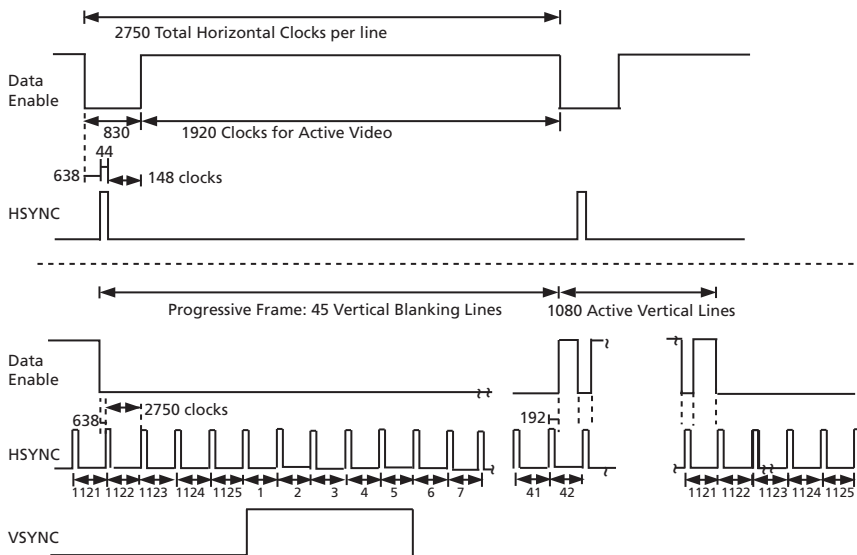 2750 Total Horizontal Clocks per line
Data
Enable
830
1920 Clocks for Active Video
44
638
148 clocks
HSYNC
Progressive Frame: 45 Vertical Blanking Lines
1080 Active Vertical Lines
Data
Enable
638
2750 clocks
192
HSYNC
1121 1122 1123 1124 1125 1 2 3 4 5 6 7 41 42 1121 1122 1123 1124 1125
VSYNC